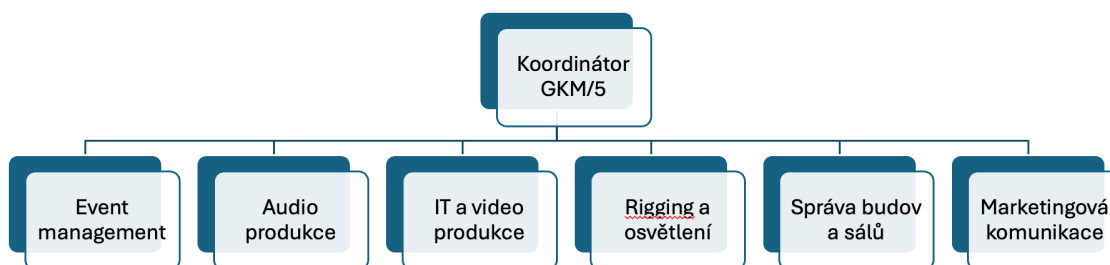 Koordinátor
GKM/5
Event
management
Audio
produkce
IT a video
produkce
Rigging a
osvětlení
Správa budov
a sálů
Marketingová
komunikace